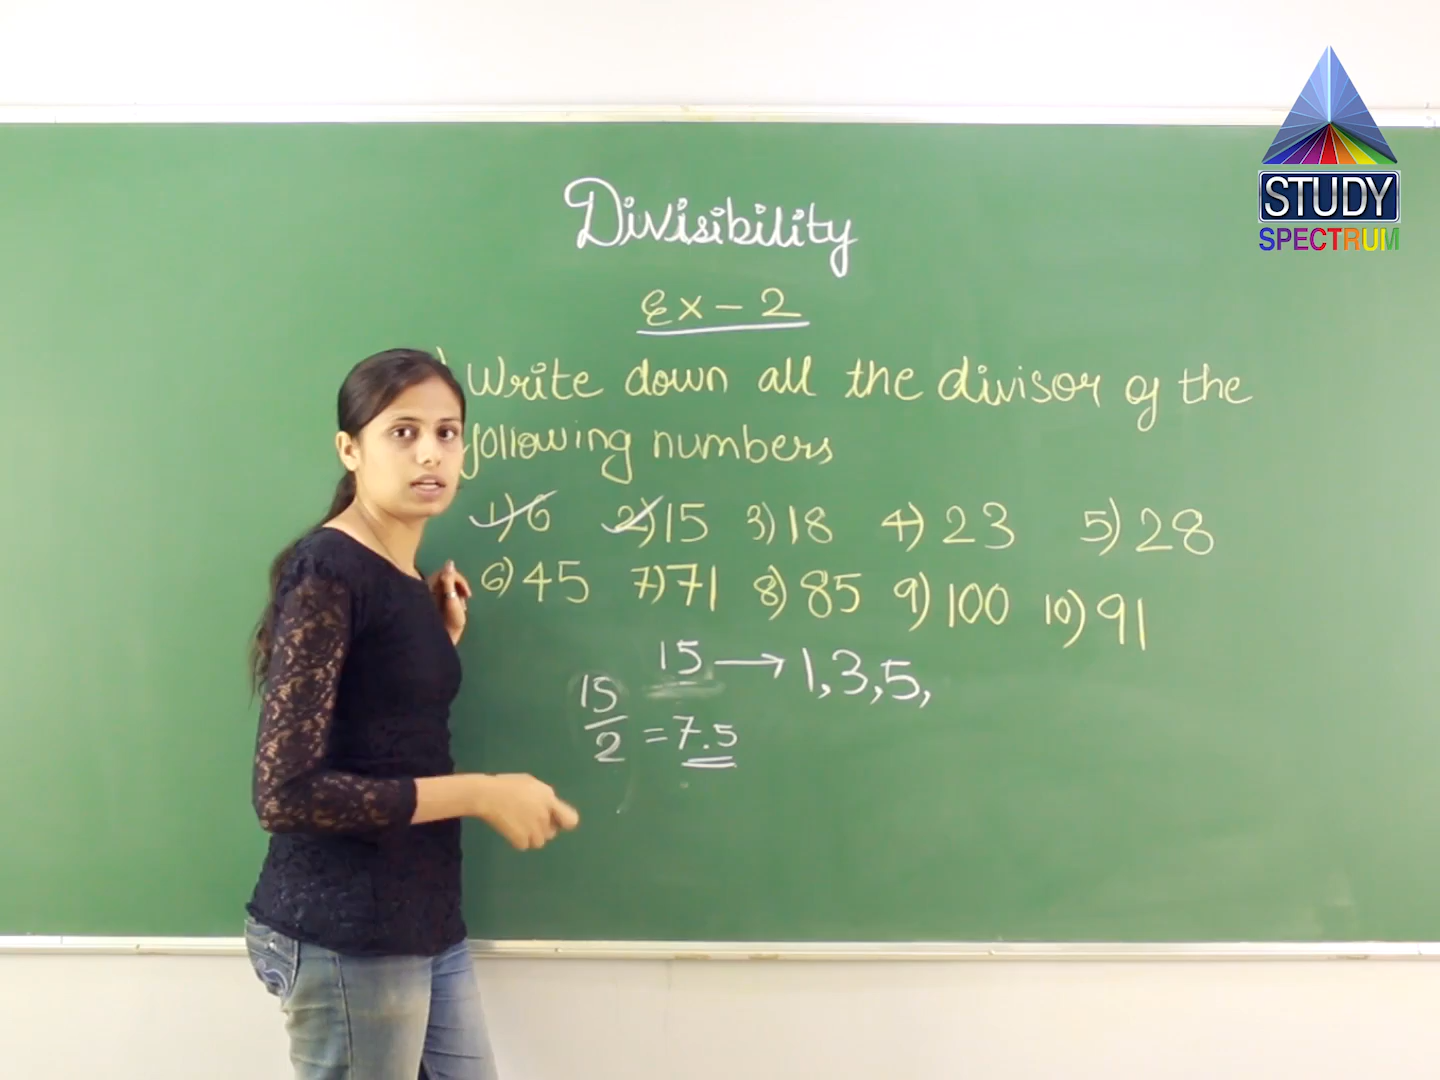 STUDY
SPECTRUM
Divisibility
Ex - 2
) Write down all the divisor of the
following numbers
1) 6 2) 15 3) 18 4) 23 5) 28
6) 45 7) 71 8) 85 9) 100 10) 91
15 → 1, 3, 5,
15/2 = 7.5